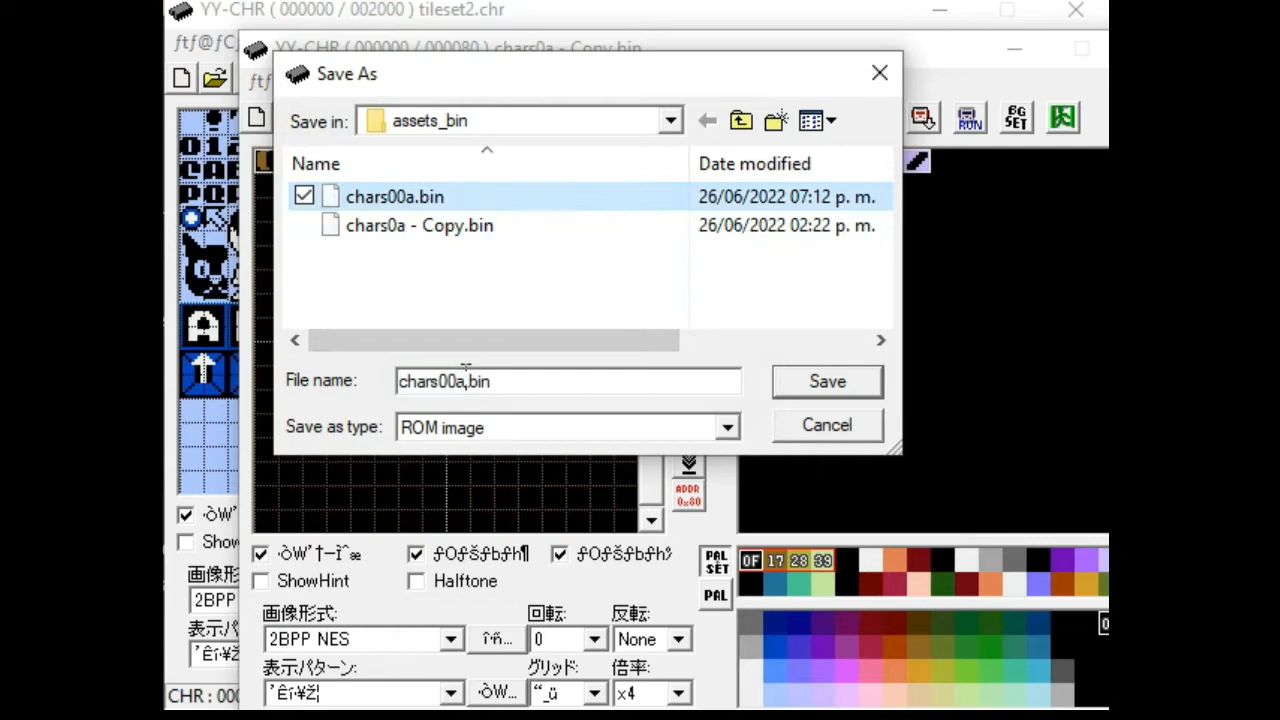 YY-CHR ( 000000 / 002000 ) tileset2.chr
YY-CHR ( 000000 / 000080 ) chars0a - Copy.bin
Save As
Save in: assets_bin
RUN
BG SET
Name
Date modified
chars00a.bin 26/06/2022 07:12 p. m.
chars0a - Copy.bin 26/06/2022 02:22 p. m.
File name: chars00a.bin
Save
Save as type: ROM image
Cancel
ADDR
0x80
PAL
SET
0F 17 28 39
Show
ShowHint
Halftone
PAL
画像形式:
回転:
反転:
2BPP
2BPP NES
0
None
表示パターン:
グリッド:
倍率:
x4
CHR : 000